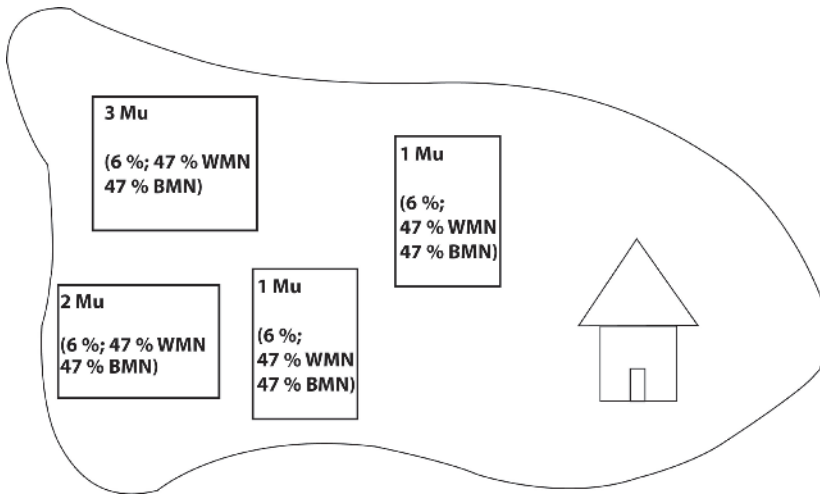 3 Mu
(6 %; 47 % WMN
47 % BMN)
1 Mu
(6 %;
47 % WMN
47 % BMN)
2 Mu
(6 %; 47 % WMN
47 % BMN)
1 Mu
(6 %;
47 % WMN
47 % BMN)